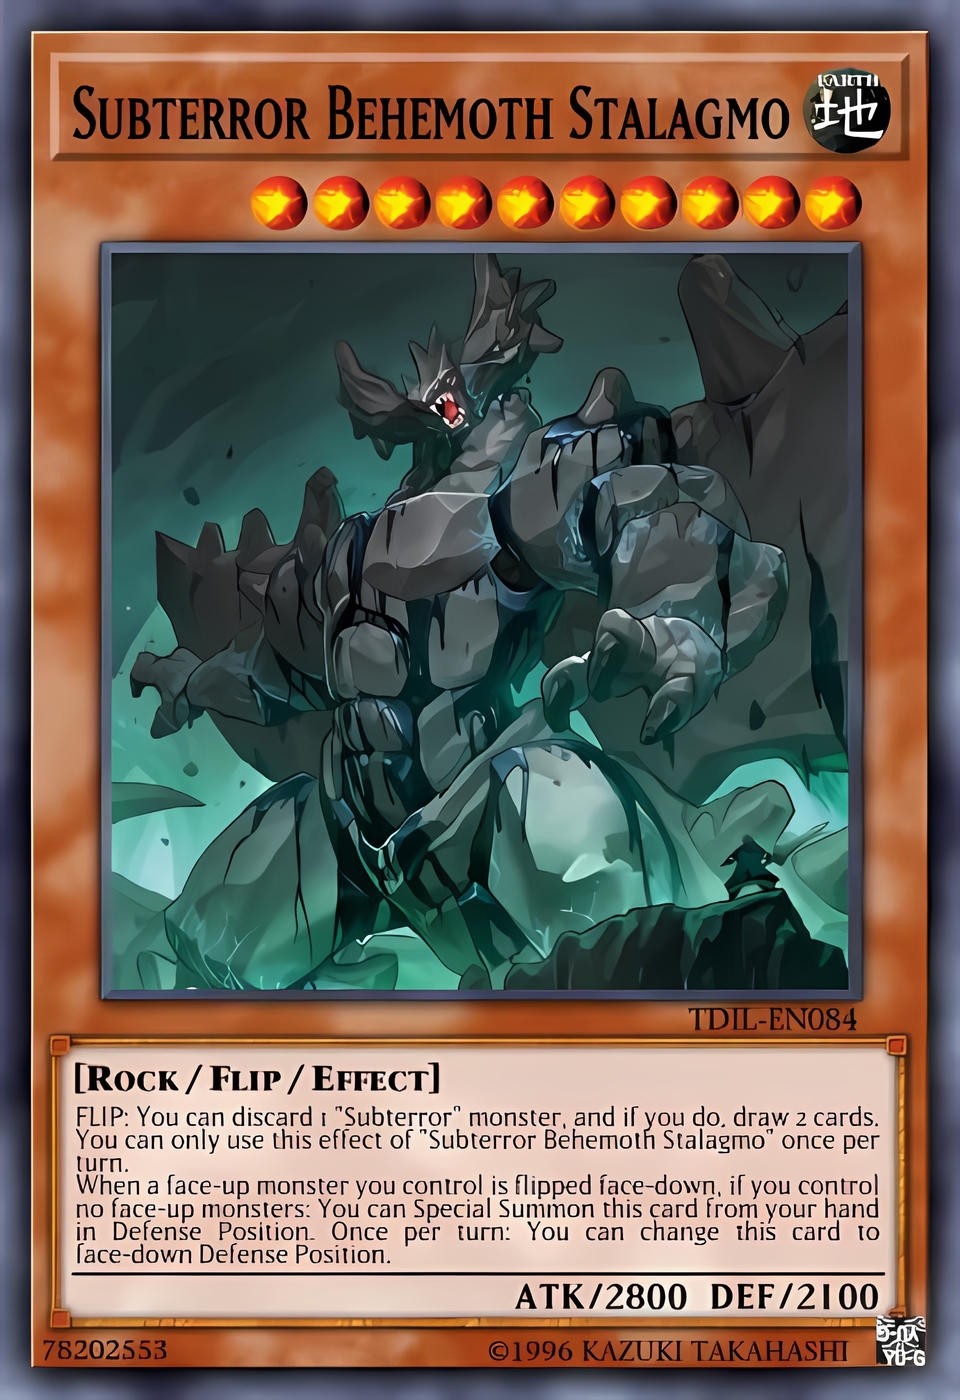 SUBTERROR BEHEMOTH STALAGMO
EARTH
地
TDIL-EN084
[ROCK / FLIP / EFFECT]
FLIP: You can discard 1 "Subterror" monster, and if you do, draw 2 cards.
You can only use this effect of "Subterror Behemoth Stalagmo" once per
turn.
When a face-up monster you control is flipped face-down, if you control
no face-up monsters: You can Special Summon this card from your hand
in Defense Position. Once per turn: You can change this card to
face-down Defense Position.
ATK/2800 DEF/2100
78202553
©1996 KAZUKI TAKAHASHI